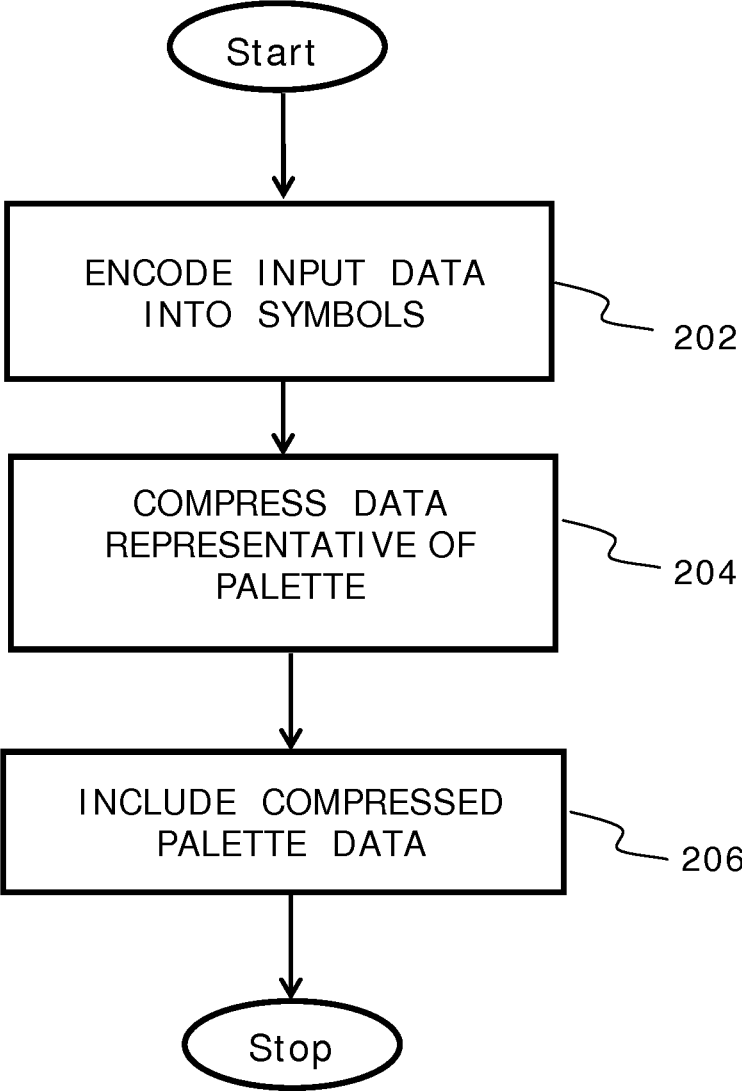 Start
ENCODE INPUT DATA
INTO SYMBOLS
202
COMPRESS DATA
REPRESENTATIVE OF
PALETTE
204
INCLUDE COMPRESSED
PALETTE DATA
206
Stop